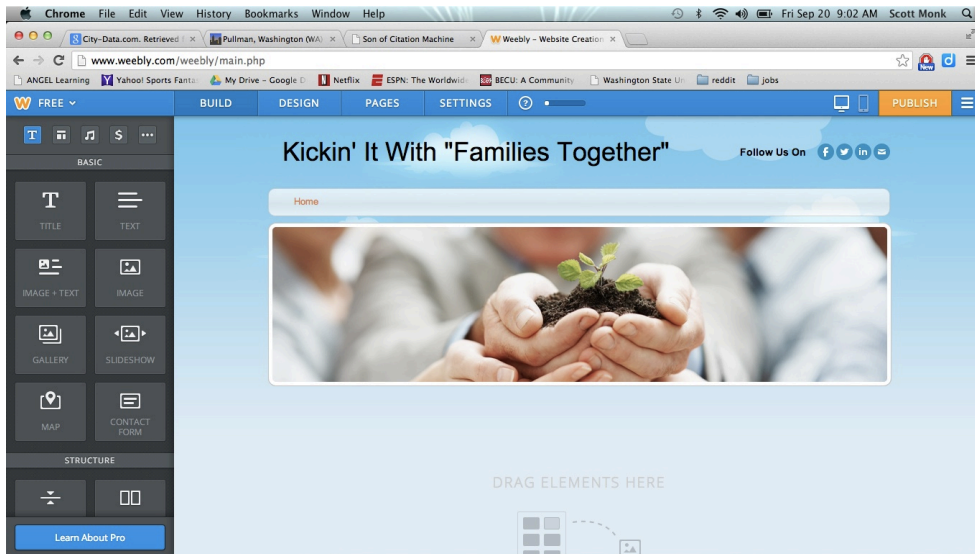 Chrome File Edit View History Bookmarks Window Help Fri Sep 20 9:02 AM Scott Monk
City-Data.com. Retrieved Pullman, Washington (WA) Son of Citation Machine Weebly - Website Creation
www.weebly.com/weebly/main.php New
ANGEL Learning Yahoo! Sports Fantas My Drive - Google D Netflix ESPN: The Worldwide BECU: A Community Washington State Un reddit jobs
W FREE BUILD DESIGN PAGES SETTINGS ? PUBLISH
T $
BASIC
Kickin' It With "Families Together" Follow Us On f in
Home
T
TITLE TEXT
IMAGE + TEXT IMAGE
GALLERY SLIDESHOW
MAP CONTACT
FORM
STRUCTURE
DRAG ELEMENTS HERE
Learn About Pro